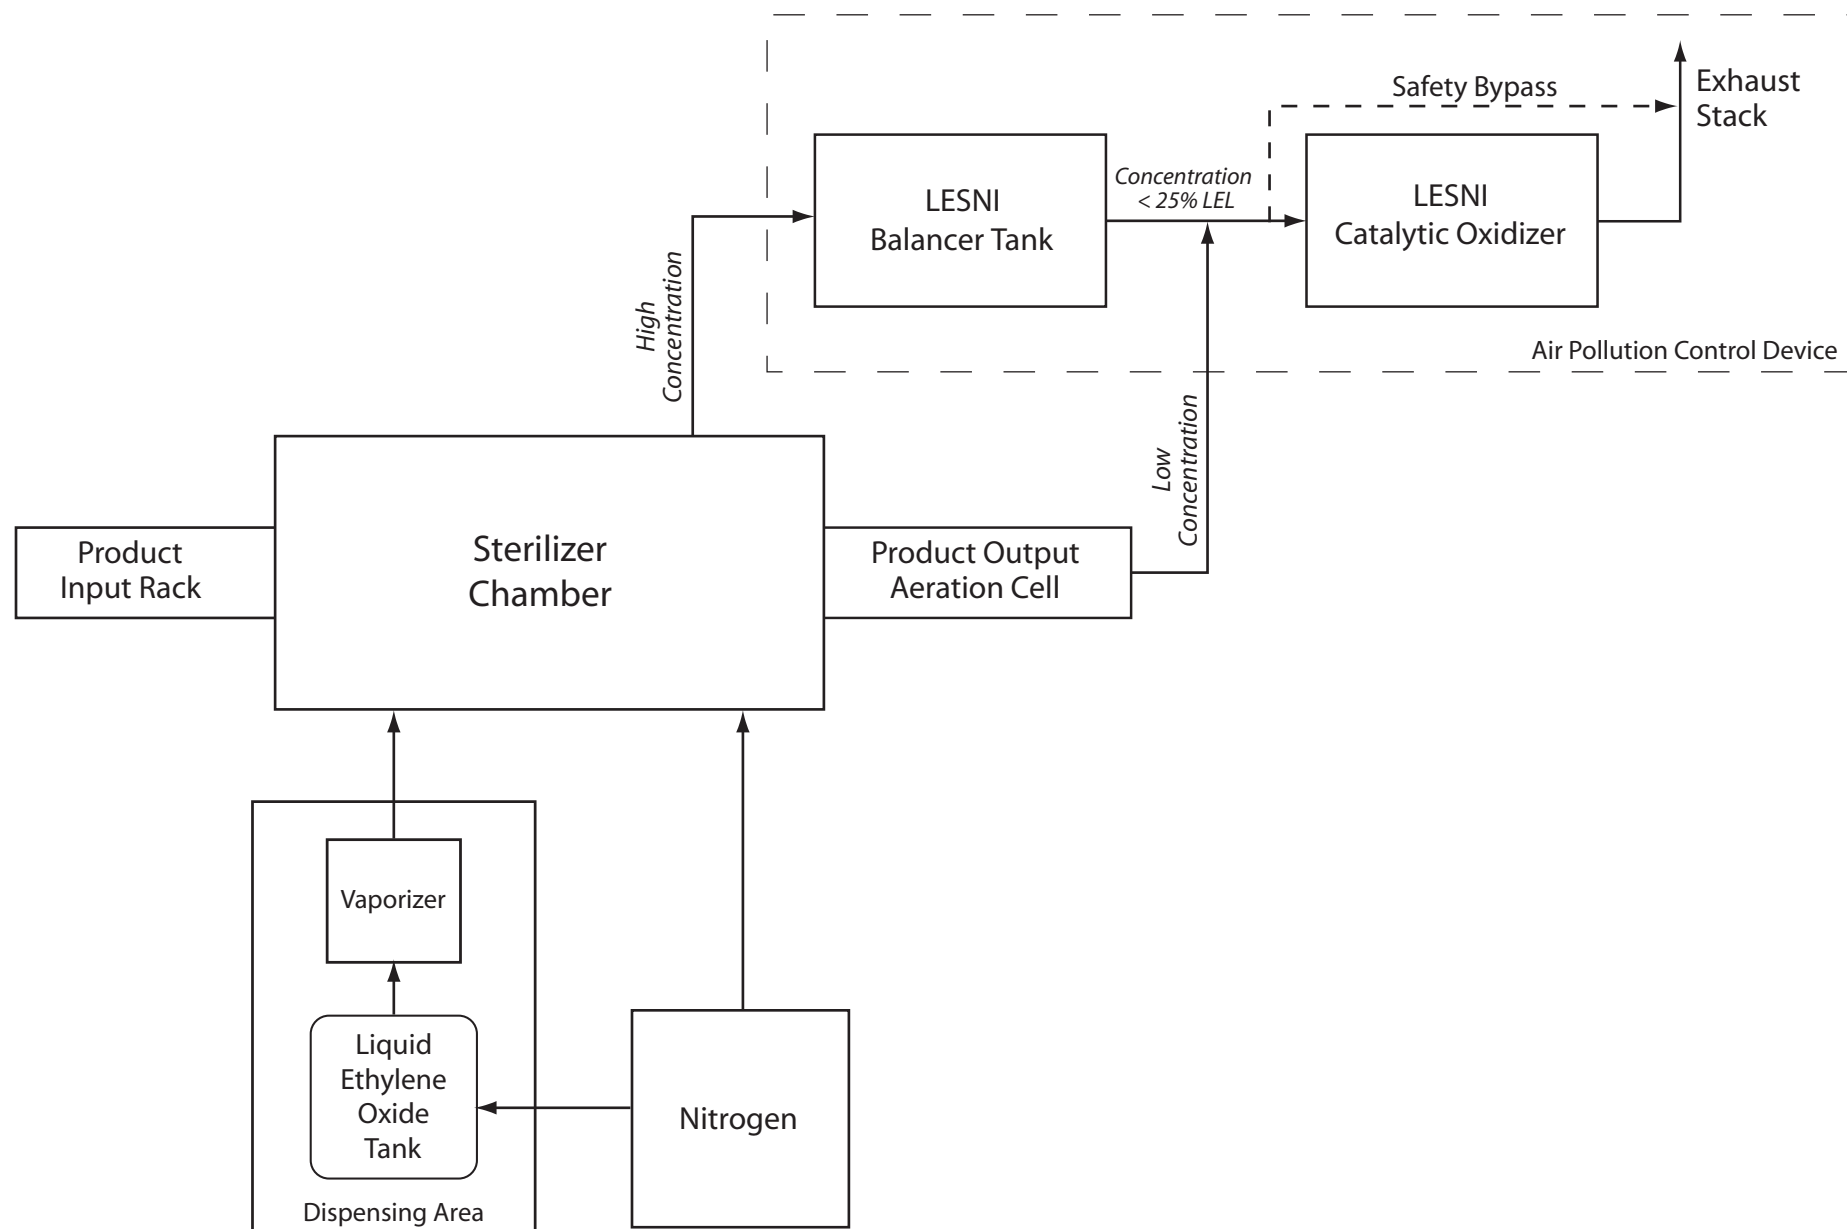 Safety Bypass
Exhaust
Stack
LESNI
Balancer Tank
Concentration
< 25% LEL
LESNI
Catalytic Oxidizer
Air Pollution Control Device
High
Concentration
Low
Concentration
Product
Input Rack
Sterilizer
Chamber
Product Output
Aeration Cell
Vaporizer
Liquid
Ethylene
Oxide
Tank
Nitrogen
Dispensing Area